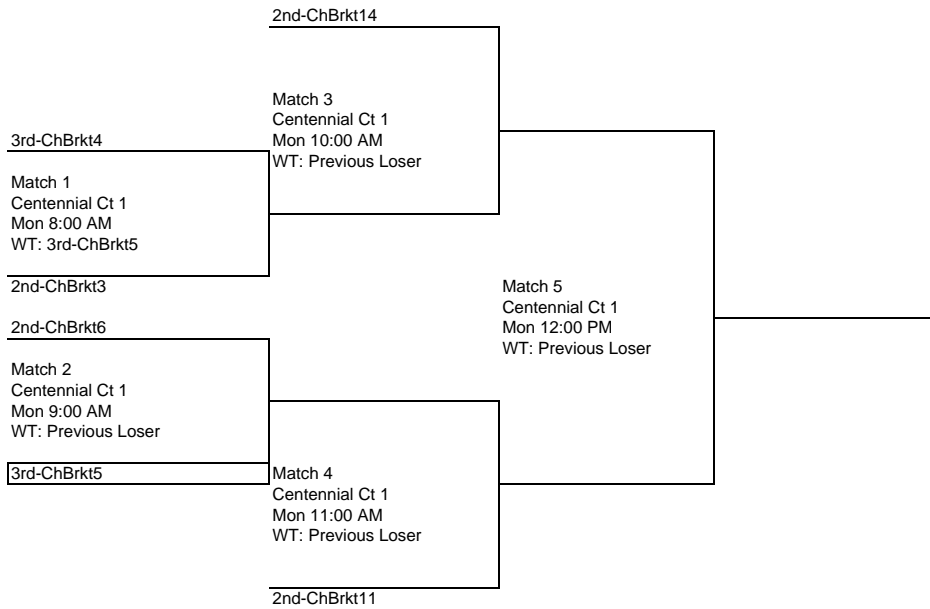 2nd-ChBrkt14
Match 3
Centennial Ct 1
Mon 10:00 AM
WT: Previous Loser
3rd-ChBrkt4
Match 1
Centennial Ct 1
Mon 8:00 AM
WT: 3rd-ChBrkt5
2nd-ChBrkt3
Match 5
Centennial Ct 1
Mon 12:00 PM
WT: Previous Loser
2nd-ChBrkt6
Match 2
Centennial Ct 1
Mon 9:00 AM
WT: Previous Loser
3rd-ChBrkt5
Match 4
Centennial Ct 1
Mon 11:00 AM
WT: Previous Loser
2nd-ChBrkt11